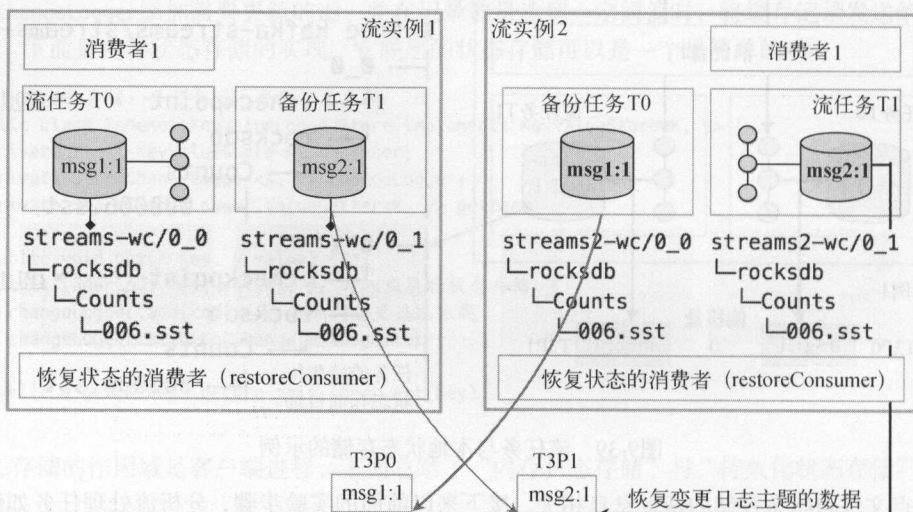 流实例1
消费者1
流任务T0
备份任务T1
msg1:1
msg2:1
streams-wc/0_0
└─rocksdb
└─Counts
└─006.sst
streams-wc/0_1
└─rocksdb
└─Counts
└─006.sst
恢复状态的消费者（restoreConsumer）
流实例2
消费者1
备份任务T0
流任务T1
msg1:1
msg2:1
streams2-wc/0_0
└─rocksdb
└─Counts
└─006.sst
streams2-wc/0_1
└─rocksdb
└─Counts
└─006.sst
恢复状态的消费者（restoreConsumer）
T3P0
T3P1
msg1:1
msg2:1
恢复变更日志主题的数据